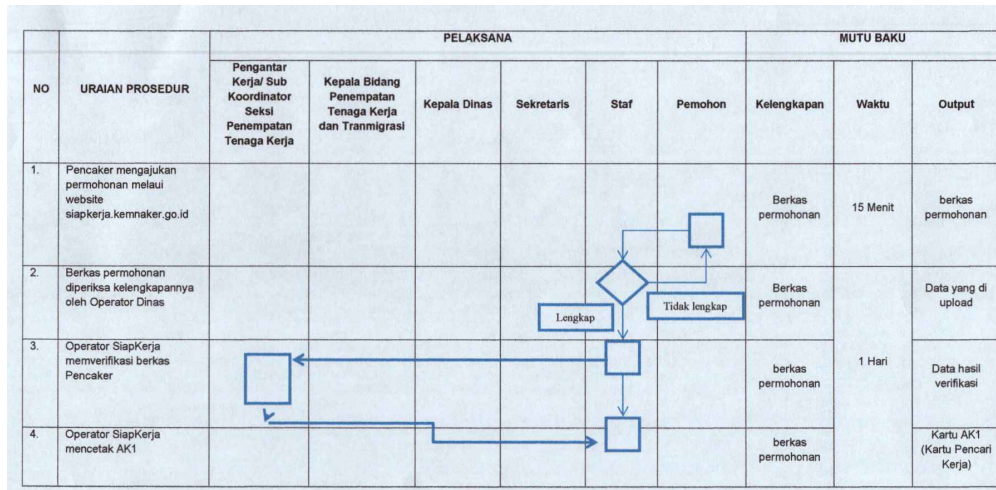 PELAKSANA
MUTU BAKU
NO
URAIAN PROSEDUR
Pengantar
Kerja/ Sub
Koordinator
Seksi
Penempatan
Tenaga Kerja
Kepala Bidang
Penempatan
Tenaga Kerja
dan Tranmigrasi
Kepala Dinas
Sekretaris
Staf
Pemohon
Kelengkapan
Waktu
Output
1.
Pencaker mengajukan
permohonan melaui
website
siapkerja.kemnaker.go.id
Berkas
permohonan
15 Menit
berkas
permohonan
2.
Berkas permohonan
diperiksa kelengkapannya
oleh Operator Dinas
Lengkap
Tidak lengkap
Berkas
permohonan
Data yang di
upload
3.
Operator SiapKerja
memverifikasi berkas
Pencaker
berkas
permohonan
1 Hari
Data hasil
verifikasi
4.
Operator SiapKerja
mencetak AK1
berkas
permohonan
Kartu AK1
(Kartu Pencari
Kerja)